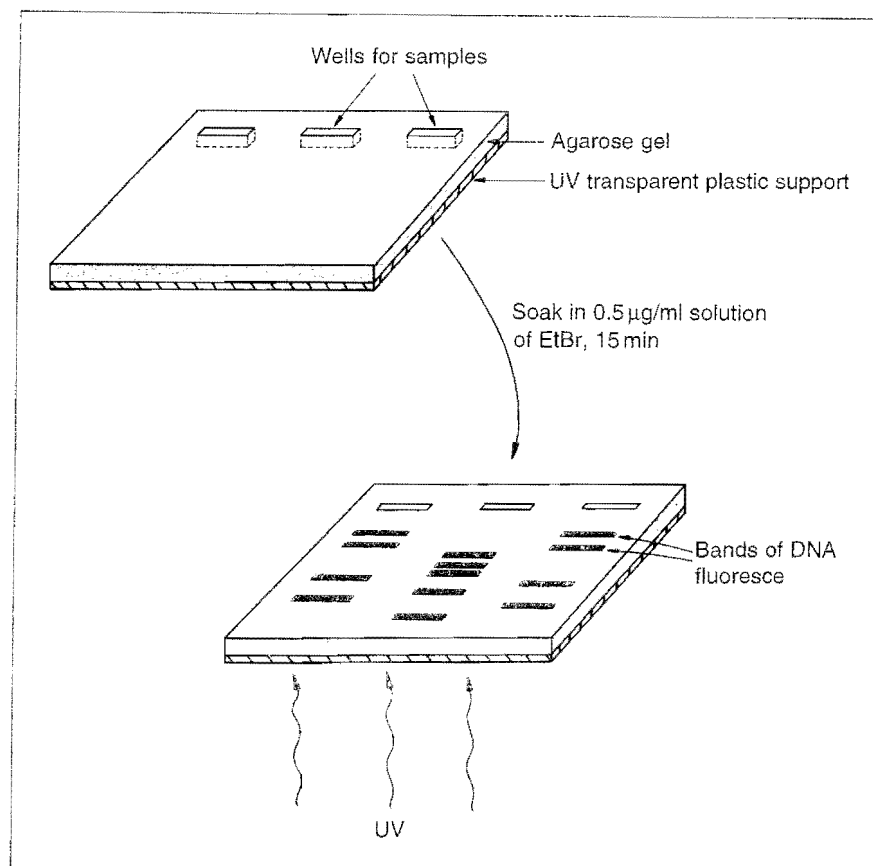 Wells for samples
Agarose gel
UV transparent plastic support
Soak in 0.5 µg/ml solution
of EtBr, 15 min
Bands of DNA
fluoresce
UV